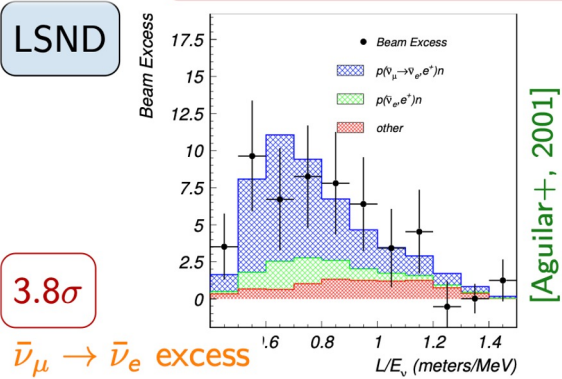 LSND
Beam Excess
17.5
15
12.5
10
7.5
5
2.5
0
Beam Excess
p(ν̄μ→ν̄e,e⁺)n
p(ν̄e,e⁺)n
other
[Aguilar+, 2001]
3.8σ
ν̄μ → ν̄e excess
0.8
1
1.2
1.4
L/Eν (meters/MeV)